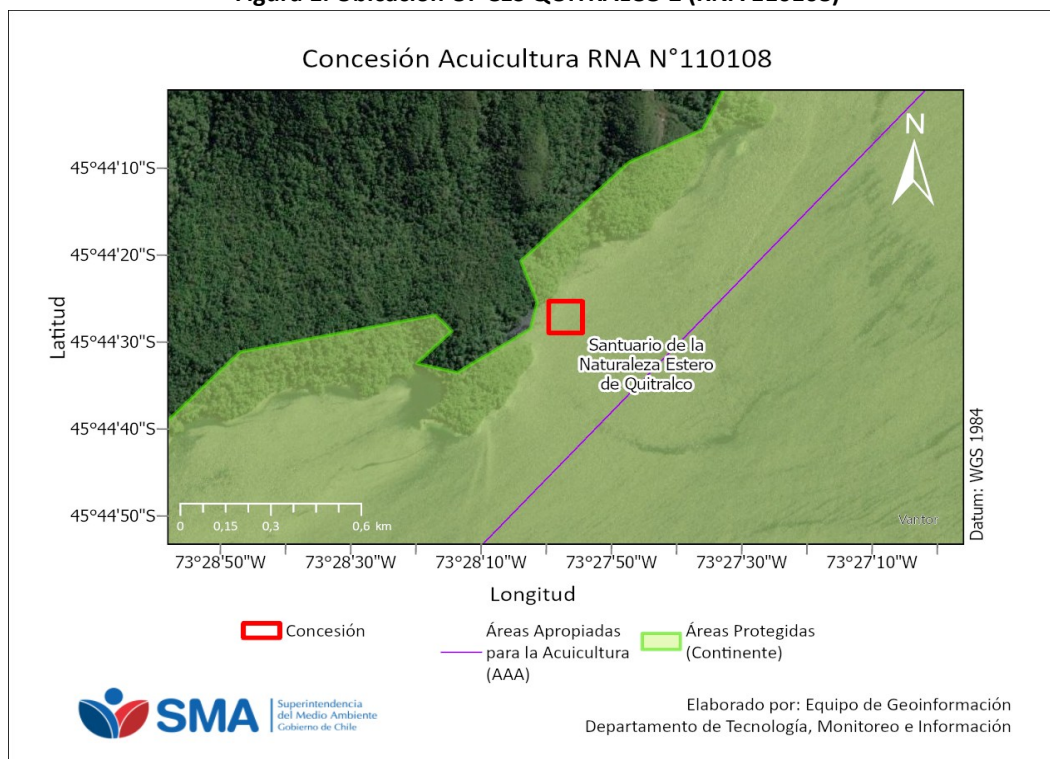 Concesión Acuicultura RNA N°110108
N
45°44'10"S
45°44'20"S
45°44'30"S
45°44'40"S
45°44'50"S
Latitud
Santuario de la
Naturaleza Estero
de Quitralco
Datum: WGS 1984
0 0,15 0,3 0,6 km
Vantor
73°28'50"W 73°28'30"W 73°28'10"W 73°27'50"W 73°27'30"W 73°27'10"W
Longitud
Concesión
Áreas Apropiadas
para la Acuicultura
(AAA)
Áreas Protegidas
(Continente)
SMA
Superintendencia
del Medio Ambiente
Gobierno de Chile
Elaborado por: Equipo de Geoinformación
Departamento de Tecnología, Monitoreo e Información